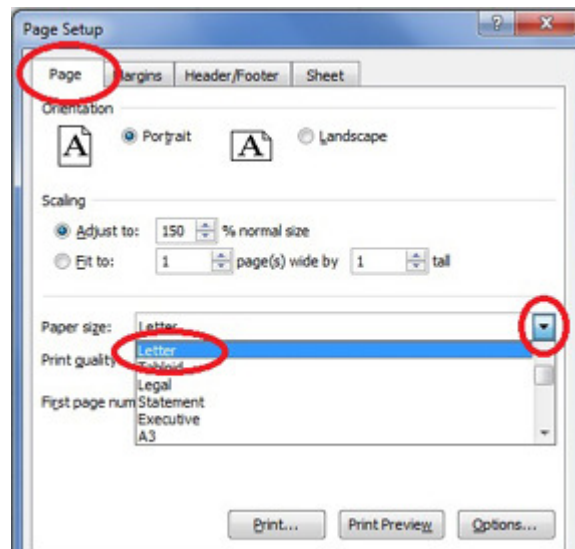 Page Setup
Page Margins Header/Footer Sheet
Orientation
A Portrait A Landscape
Scaling
Adjust to: 150 % normal size
Fit to: 1 page(s) wide by 1 tall
Paper size: Letter
Letter
Print quality Tabloid
Legal
First page num Statement
Executive
A3
Print... Print Preview Options...